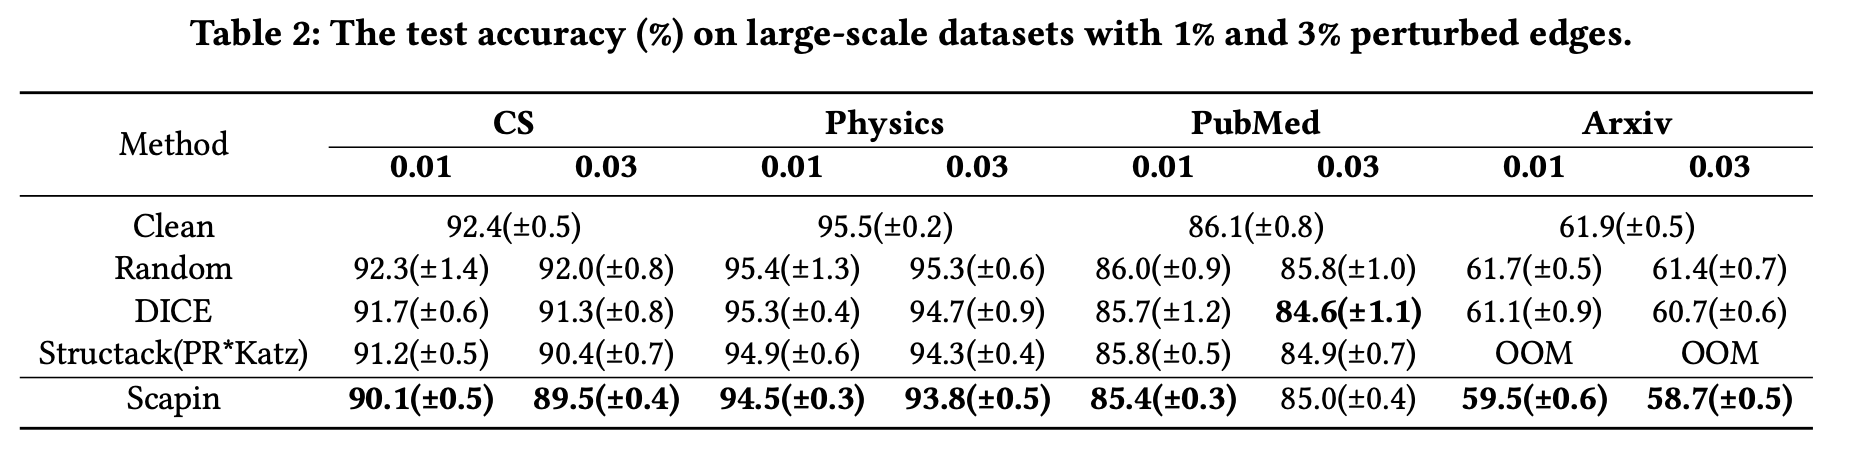 Table 2: The test accuracy (%) on large-scale datasets with 1% and 3% perturbed edges.
Method CS Physics PubMed Arxiv
0.01 0.03 0.01 0.03 0.01 0.03 0.01 0.03
Clean 92.4(±0.5) 95.5(±0.2) 86.1(±0.8) 61.9(±0.5)
Random 92.3(±1.4) 92.0(±0.8) 95.4(±1.3) 95.3(±0.6) 86.0(±0.9) 85.8(±1.0) 61.7(±0.5) 61.4(±0.7)
DICE 91.7(±0.6) 91.3(±0.8) 95.3(±0.4) 94.7(±0.9) 85.7(±1.2) 84.6(±1.1) 61.1(±0.9) 60.7(±0.6)
Structack(PR*Katz) 91.2(±0.5) 90.4(±0.7) 94.9(±0.6) 94.3(±0.4) 85.8(±0.5) 84.9(±0.7) OOM OOM
Scapin 90.1(±0.5) 89.5(±0.4) 94.5(±0.3) 93.8(±0.5) 85.4(±0.3) 85.0(±0.4) 59.5(±0.6) 58.7(±0.5)